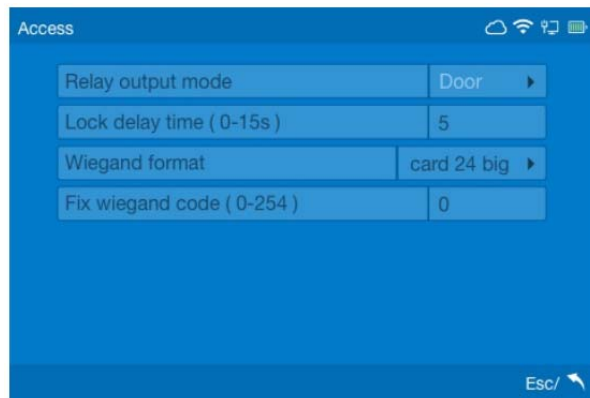 Access
Relay output mode Door
Lock delay time ( 0-15s ) 5
Wiegand format card 24 big
Fix wiegand code ( 0-254 ) 0
Esc/